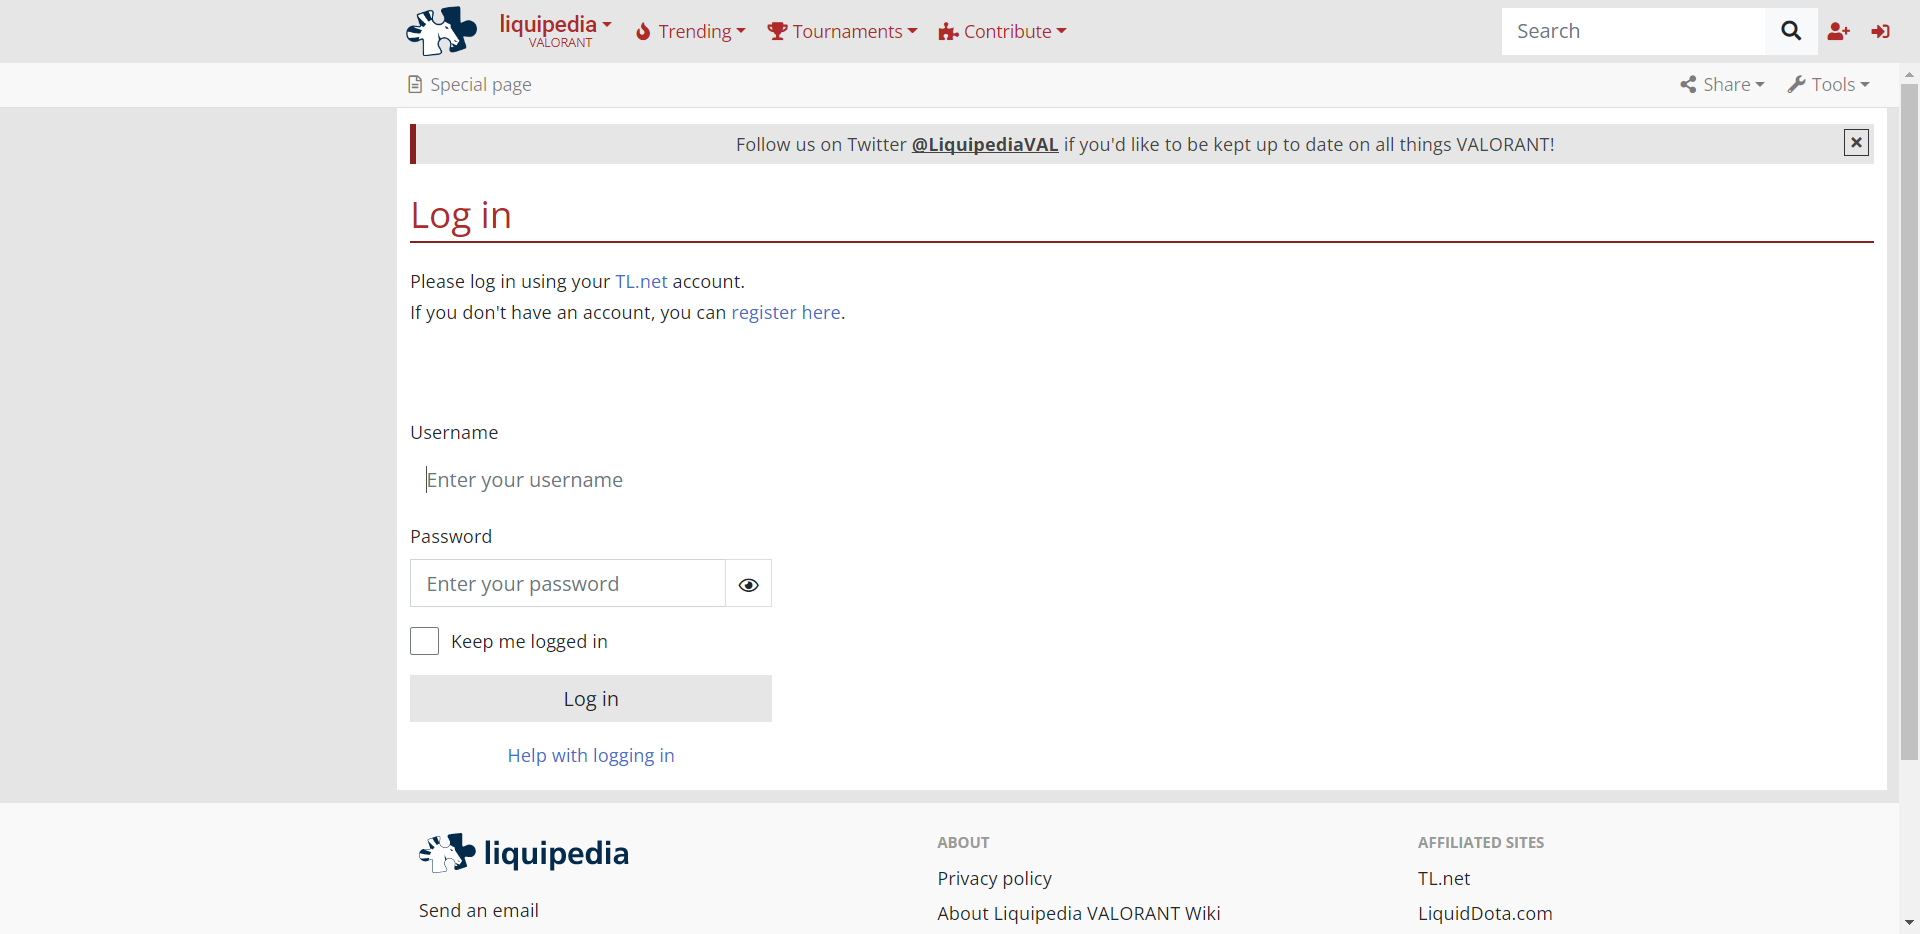 liquipedia
VALORANT
Trending
Tournaments
Contribute
Search
Special page
Share
Tools
Follow us on Twitter @LiquipediaVAL if you'd like to be kept up to date on all things VALORANT!
Log in
Please log in using your TL.net account.
If you don't have an account, you can register here.
Username
Enter your username
Password
Enter your password
Keep me logged in
Log in
Help with logging in
liquipedia
Send an email
ABOUT
Privacy policy
About Liquipedia VALORANT Wiki
AFFILIATED SITES
TL.net
LiquidDota.com